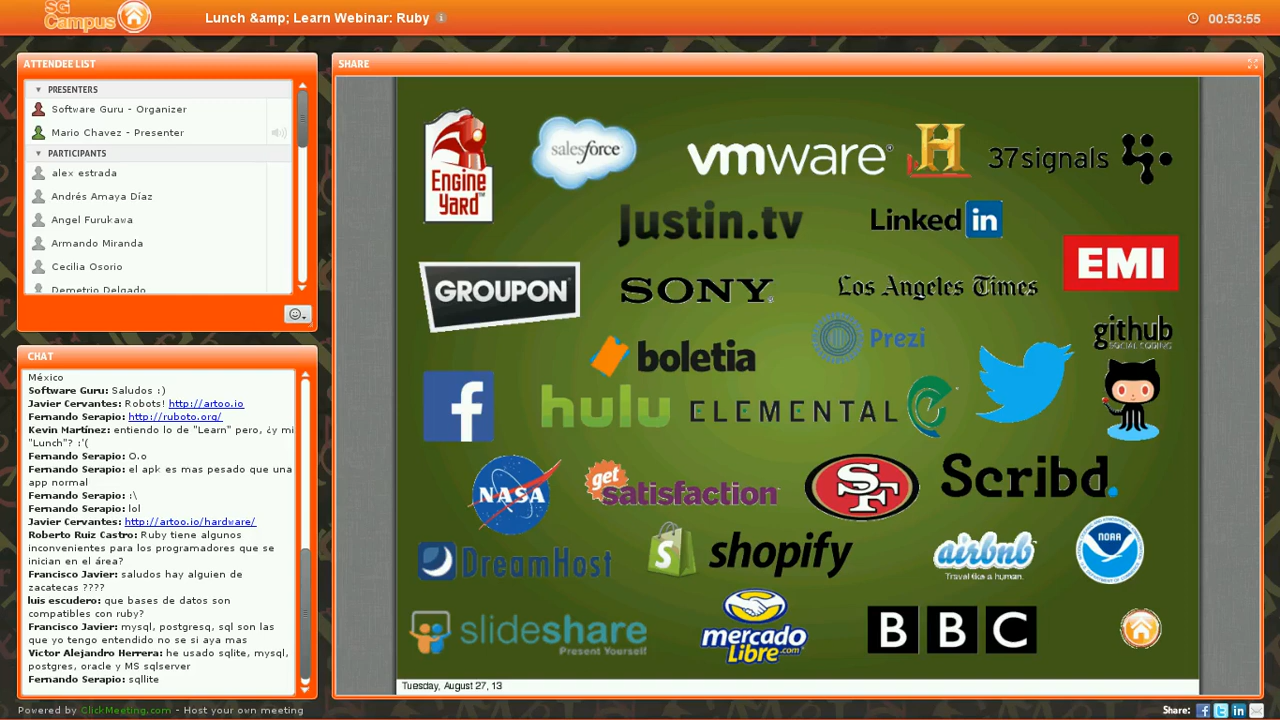 SG Campus
Lunch &amp; Learn Webinar: Ruby
00:53:55
ATTENDEE LIST
PRESENTERS
Software Guru - Organizer
Mario Chavez - Presenter
PARTICIPANTS
alex estrada
Andrés Amaya Díaz
Angel Furukawa
Armando Miranda
Cecilia Osorio
Demetrio Delgado
CHAT
México
Software Guru: Saludos :)
Javier Cervantes: Robots! http://artoo.io
Fernando Serapio: http://ruboto.org/
Kevin Martínez: entiendo lo de "Learn" pero, ¿y mi
"Lunch"? :'(
Fernando Serapio: O.o
Fernando Serapio: el apk es mas pesado que una
app normal
Fernando Serapio: :\
Fernando Serapio: lol
Javier Cervantes: http://artoo.io/hardware/
Roberto Ruiz Castro: Ruby tiene algunos
inconvenientes para los programadores que se
inician en el área?
Francisco Javier: saludos hay alguien de
zacatecas ????
luis escudero: que bases de datos son
compatibles con ruby?
Francisco Javier: mysql, postgresq, sql son las
que yo tengo entendido no se si aya mas
Victor Alejandro Herrera: he usado sqlite, mysql,
postgres, oracle y MS sqlserver
Fernando Serapio: sqllite
SHARE
Engine Yard™
salesforce
vmware®
H
37signals
Justin.tv
Linked in
EMI
GROUPON
SONY
Los Angeles Times
Prezi
github
SOCIAL CODING
boletia
f
hulu
ELEMENTAL
NASA
get satisfaction
SF
Scribd.
DreamHost
S shopify
airbnb
Travel like a human.
NOAA
slideshare
Present Yourself
mercado Libre.com
BBC
Tuesday, August 27, 13
Powered by ClickMeeting.com - Host your own meeting
Share: